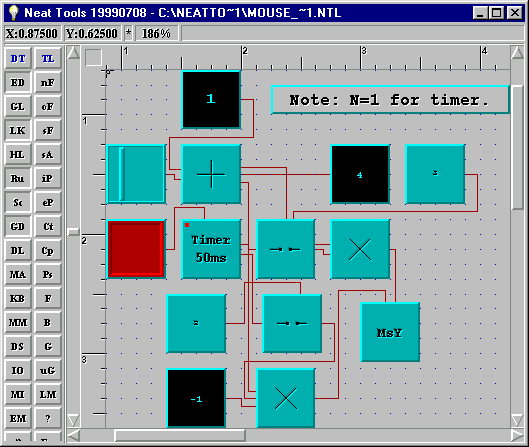 Neat Tools 19990708 - C:\NEATTO~1\MOUSE_~1.NTL
X:0.87500 Y:0.62500 * 186%
DT TL
ED nF
GL oF
LK sF
HL sA
Ru iP
Sc eP
GD Ct
DL Cp
MA Ps
KB F
MM B
DS G
IO uG
MI LM
EM ?
1 2 3 4
1
2
3
1
Note: N=1 for timer.
4
3
Timer
50ms
2
MsY
-1